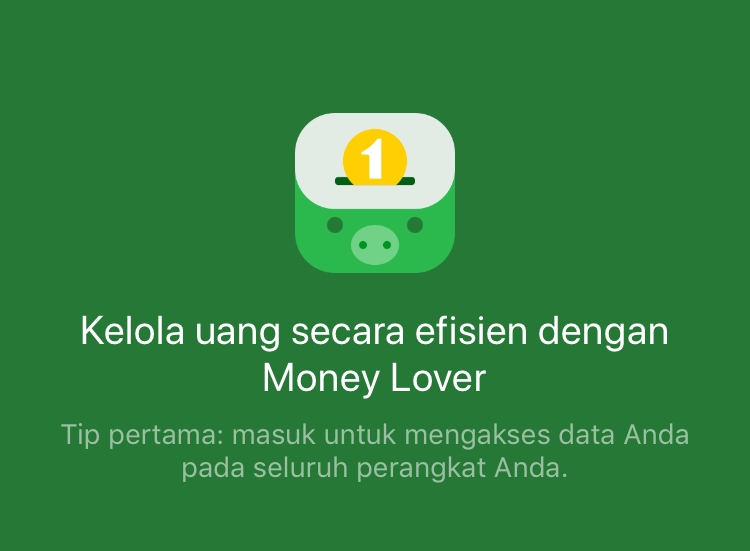 1
Kelola uang secara efisien dengan
Money Lover
Tip pertama: masuk untuk mengakses data Anda
pada seluruh perangkat Anda.